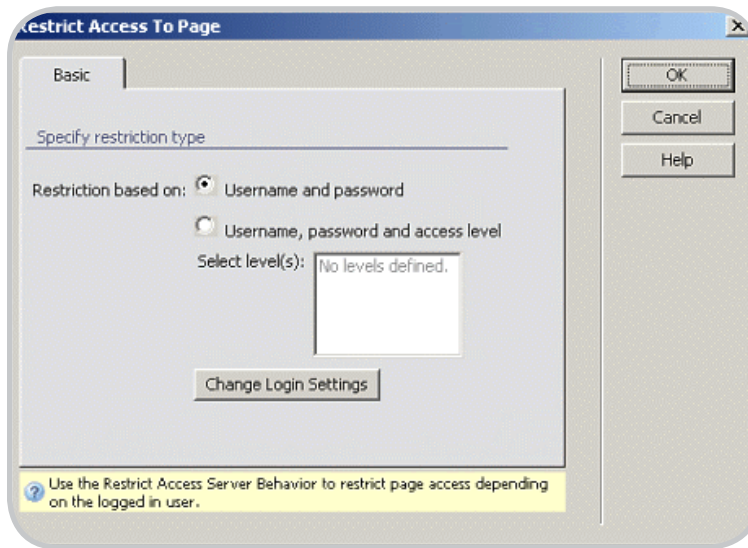 Restrict Access To Page
Basic
OK
Cancel
Help
Specify restriction type
Restriction based on: Username and password
Username, password and access level
Select level(s): No levels defined.
Change Login Settings
Use the Restrict Access Server Behavior to restrict page access depending
on the logged in user.